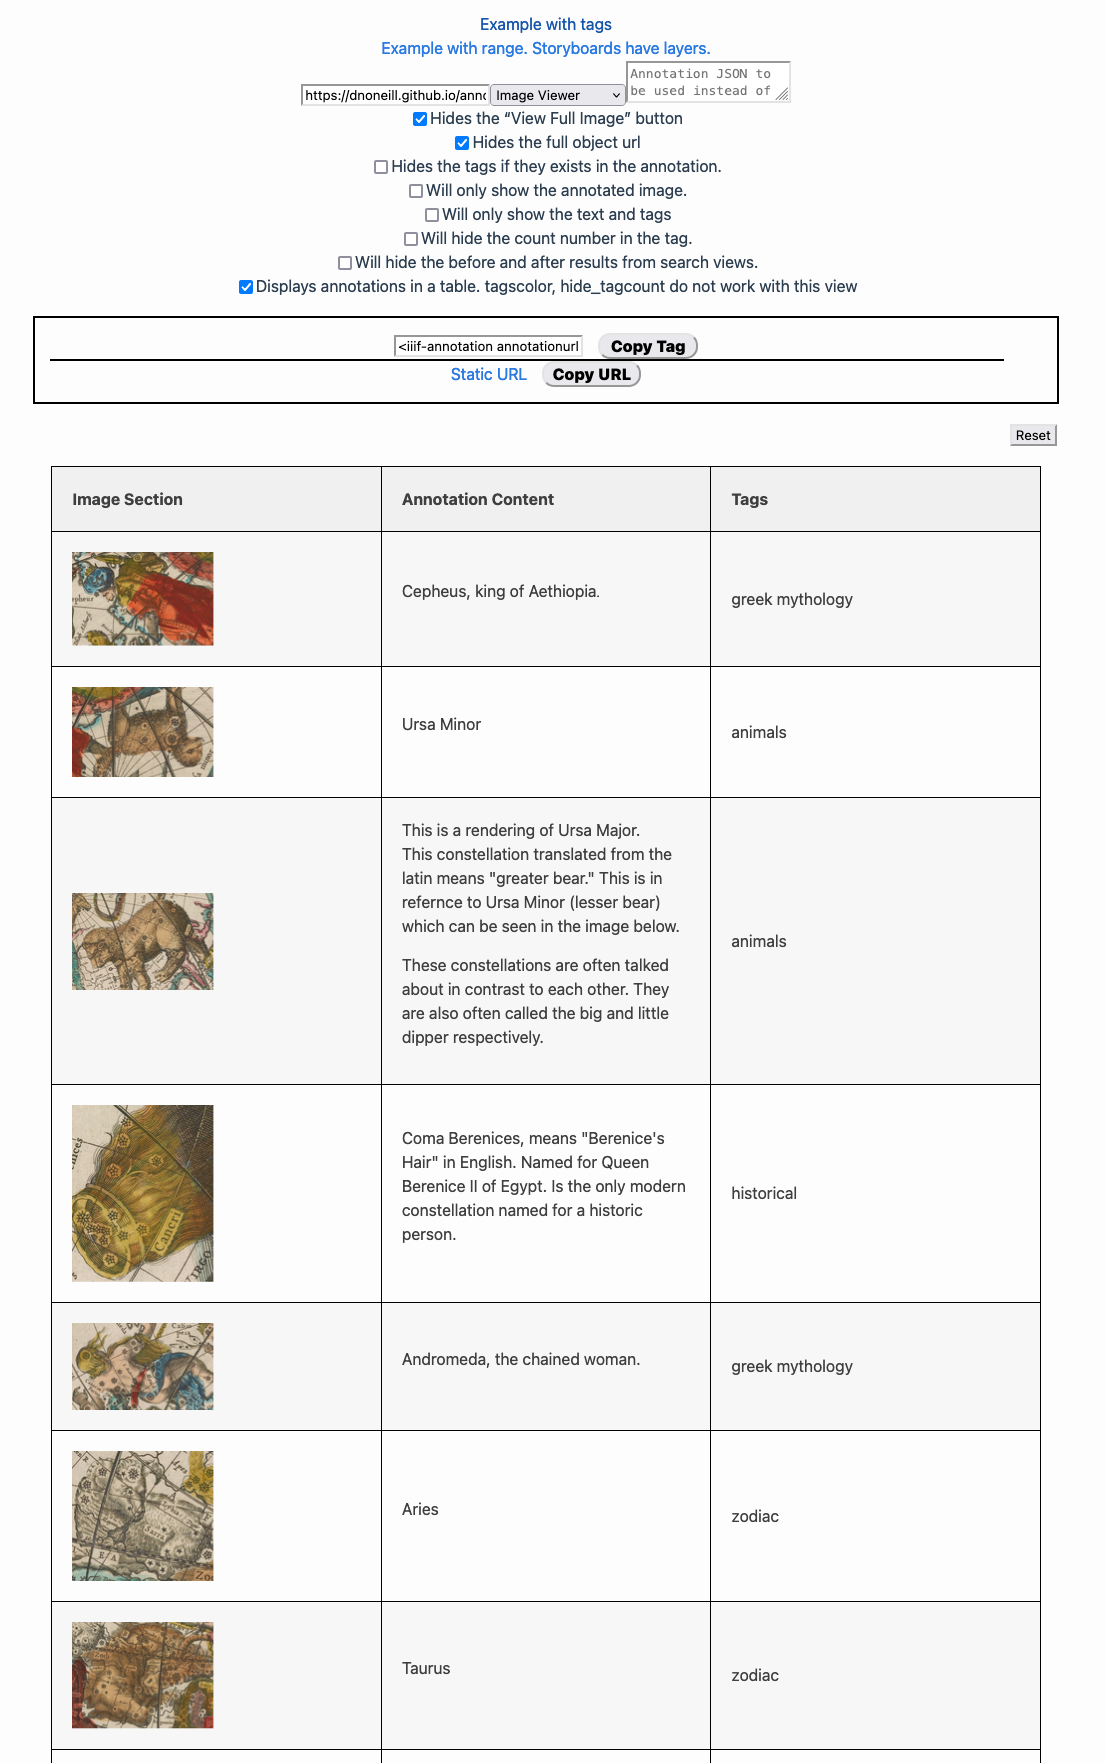 Example with tags
Example with range. Storyboards have layers.
https://dnoneill.github.io/anno
Image Viewer
Annotation JSON to
be used instead of
Hides the “View Full Image” button
Hides the full object url
Hides the tags if they exists in the annotation.
Will only show the annotated image.
Will only show the text and tags
Will hide the count number in the tag.
Will hide the before and after results from search views.
Displays annotations in a table. tagscolor, hide_tagcount do not work with this view
<iiif-annotation annotationurl
Copy Tag
Static URL
Copy URL
Reset
Image Section
Annotation Content
Tags
Cepheus, king of Aethiopia.
greek mythology
Ursa Minor
animals
This is a rendering of Ursa Major.
This constellation translated from the
latin means "greater bear." This is in
refernce to Ursa Minor (lesser bear)
which can be seen in the image below.
These constellations are often talked
about in contrast to each other. They
are also often called the big and little
dipper respectively.
animals
Cancri
VIRGO
Coma Berenices, means "Berenice's
Hair" in English. Named for Queen
Berenice II of Egypt. Is the only modern
constellation named for a historic
person.
historical
Andromeda, the chained woman.
greek mythology
Aries
zodiac
Taurus
zodiac